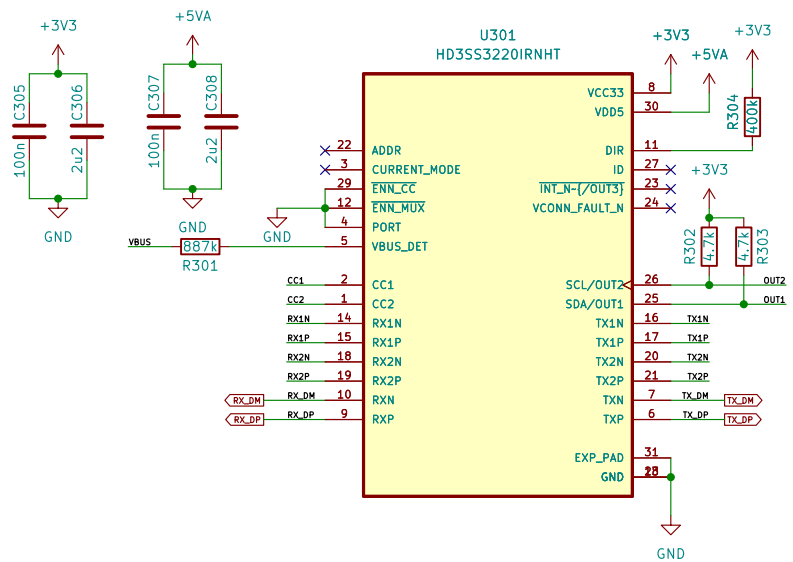 +3V3
C305
100n
C306
2u2
GND
+5VA
C307
100n
C308
2u2
GND
U301
HD3SS3220IRNHT
22 ADDR
3 CURRENT_MODE
29 ENN_CC
12 ENN_MUX
4 PORT
5 VBUS_DET
GND
VBUS
887k
R301
CC1 2 CC1
CC2 1 CC2
RX1N 14 RX1N
RX1P 15 RX1P
RX2N 18 RX2N
RX2P 19 RX2P
RX_DM RX_DM 10 RXN
RX_DP RX_DP 9 RXP
+3V3
+5VA
+3V3
VCC33 8
VDD5 30
R304
400k
DIR 11
ID 27
INT_N-(/OUT3) 23
VCONN_FAULT_N 24
+3V3
R302
4.7k
4.7k
R303
SCL/OUT2 26 OUT2
SDA/OUT1 25 OUT1
TX1N 16 TX1N
TX1P 17 TX1P
TX2N 20 TX2N
TX2P 21 TX2P
TXN 7 TX_DM TX_DM
TXP 6 TX_DP TX_DP
EXP_PAD 31
GND
GND